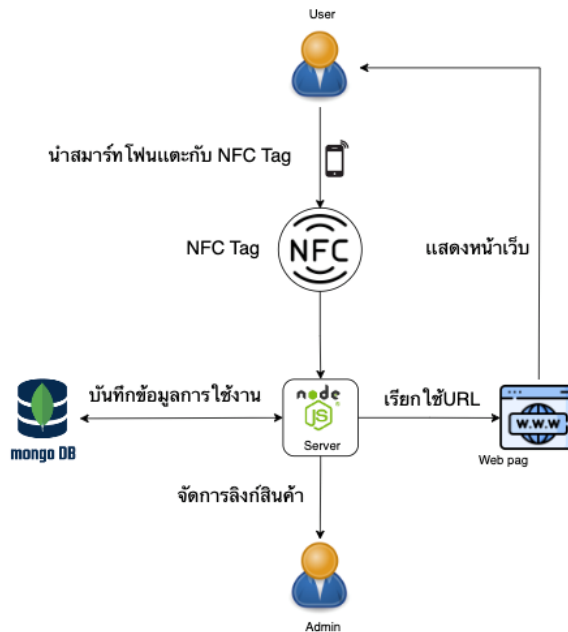 User
นำสมาร์ทโฟนแตะกับ NFC Tag
NFC Tag
NFC
แสดงหน้าเว็บ
mongo DB
บันทึกข้อมูลการใช้งาน
node
JS
Server
เรียกใช้URL
W.W.W
Web pag
จัดการลิงก์สินค้า
Admin